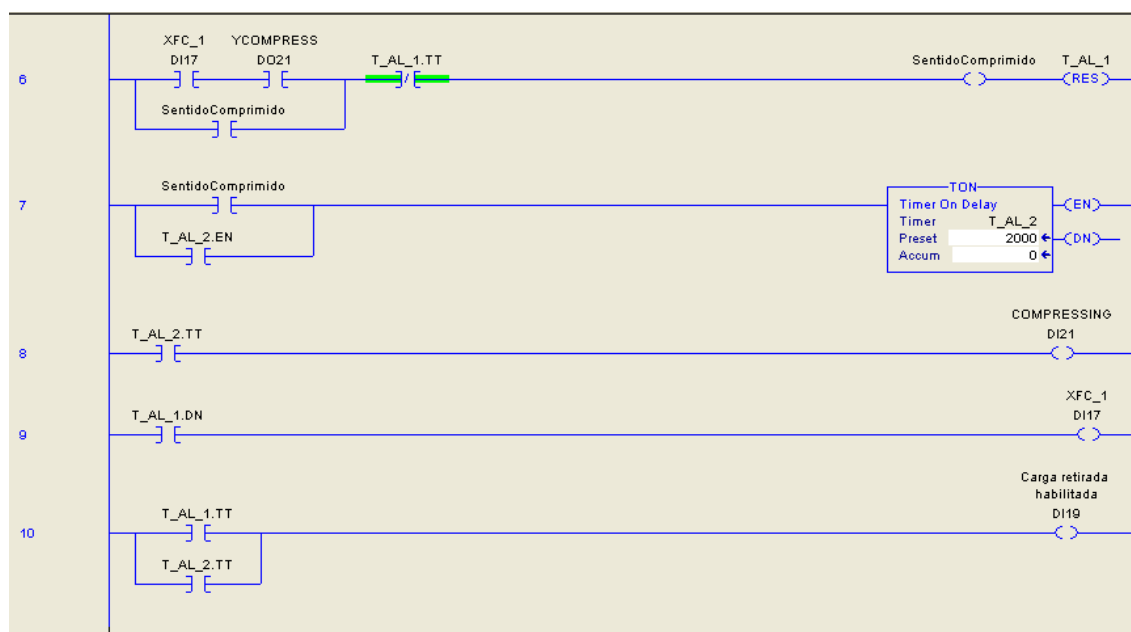 XFC_1 YCOMPRESS
DI17 DO21 T_AL_1.TT SentidoComprimido T_AL_1
6 / RES
SentidoComprimido
SentidoComprimido
7 TON
Timer On Delay EN
Timer T_AL_2
T_AL_2.EN Preset 2000 DN
Accum 0
COMPRESSING
T_AL_2.TT DI21
8
XFC_1
T_AL_1.DN DI17
9
Carga retirada
habilitada
T_AL_1.TT DI19
10
T_AL_2.TT